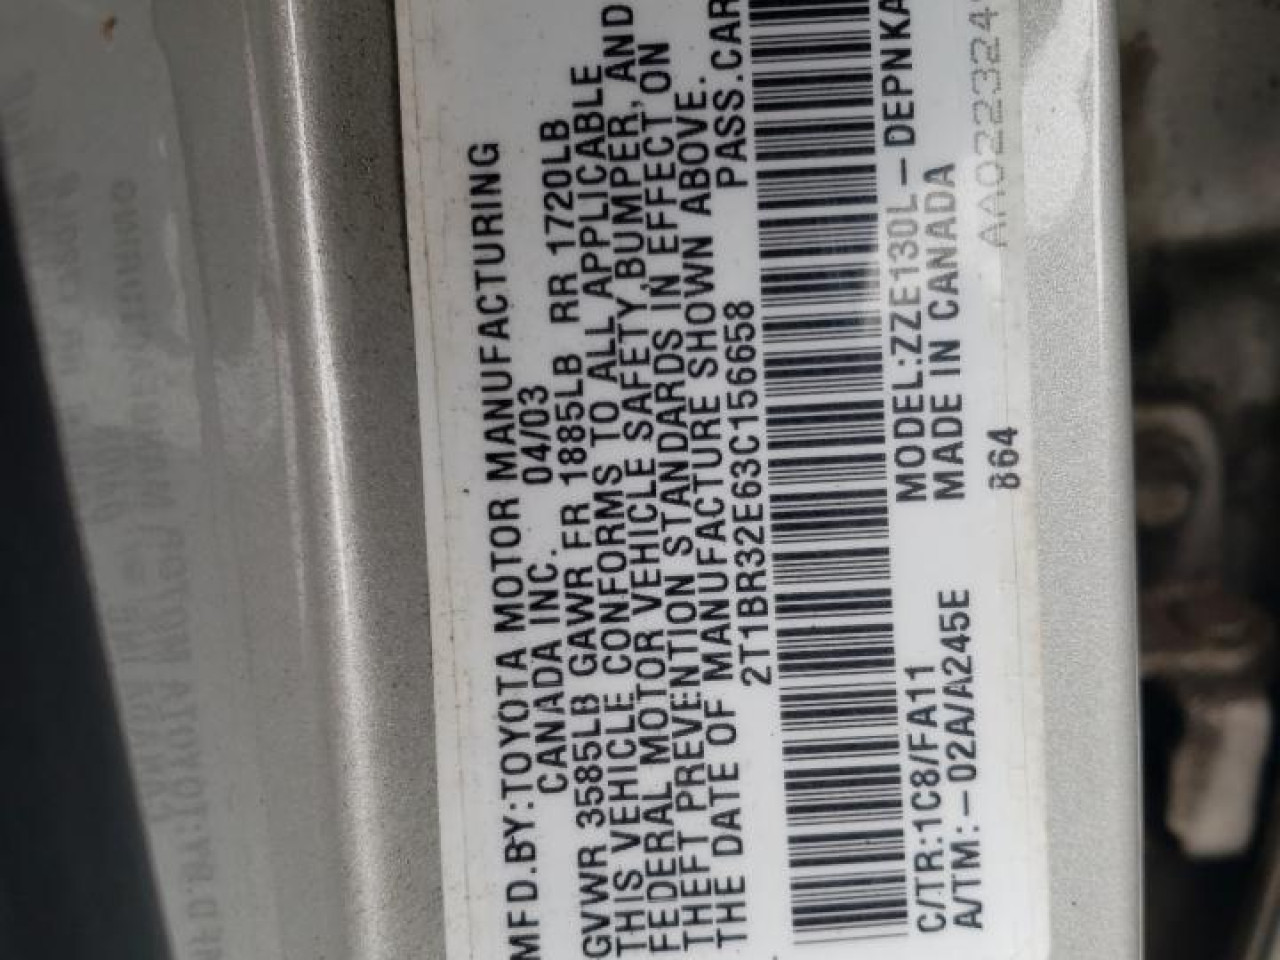 MFD.BY:TOYOTA MOTOR MANUFACTURING
CANADA INC. 04/03
GVWR 3585LB GAWR FR 1885LB RR 1720LB
THIS VEHICLE CONFORMS TO ALL APPLICABLE
FEDERAL MOTOR VEHICLE SAFETY,BUMPER, AND
THEFT PREVENTION STANDARDS IN EFFECT ON
THE DATE OF MANUFACTURE SHOWN ABOVE.
2T1BR32E63C156658 PASS.CAR
MODEL:ZZE130L-DEPNKA
C/TR:1C8/FA11 MADE IN CANADA
A/TM:-02A/A245E
864